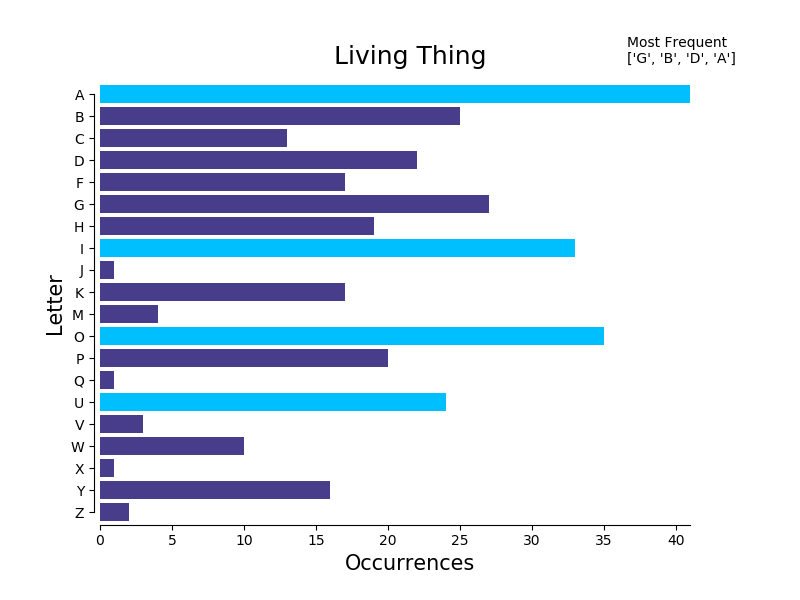 Living Thing
Most Frequent
['G', 'B', 'D', 'A']
Letter
A
B
C
D
F
G
H
I
J
K
M
O
P
Q
U
V
W
X
Y
Z
0 5 10 15 20 25 30 35 40
Occurrences